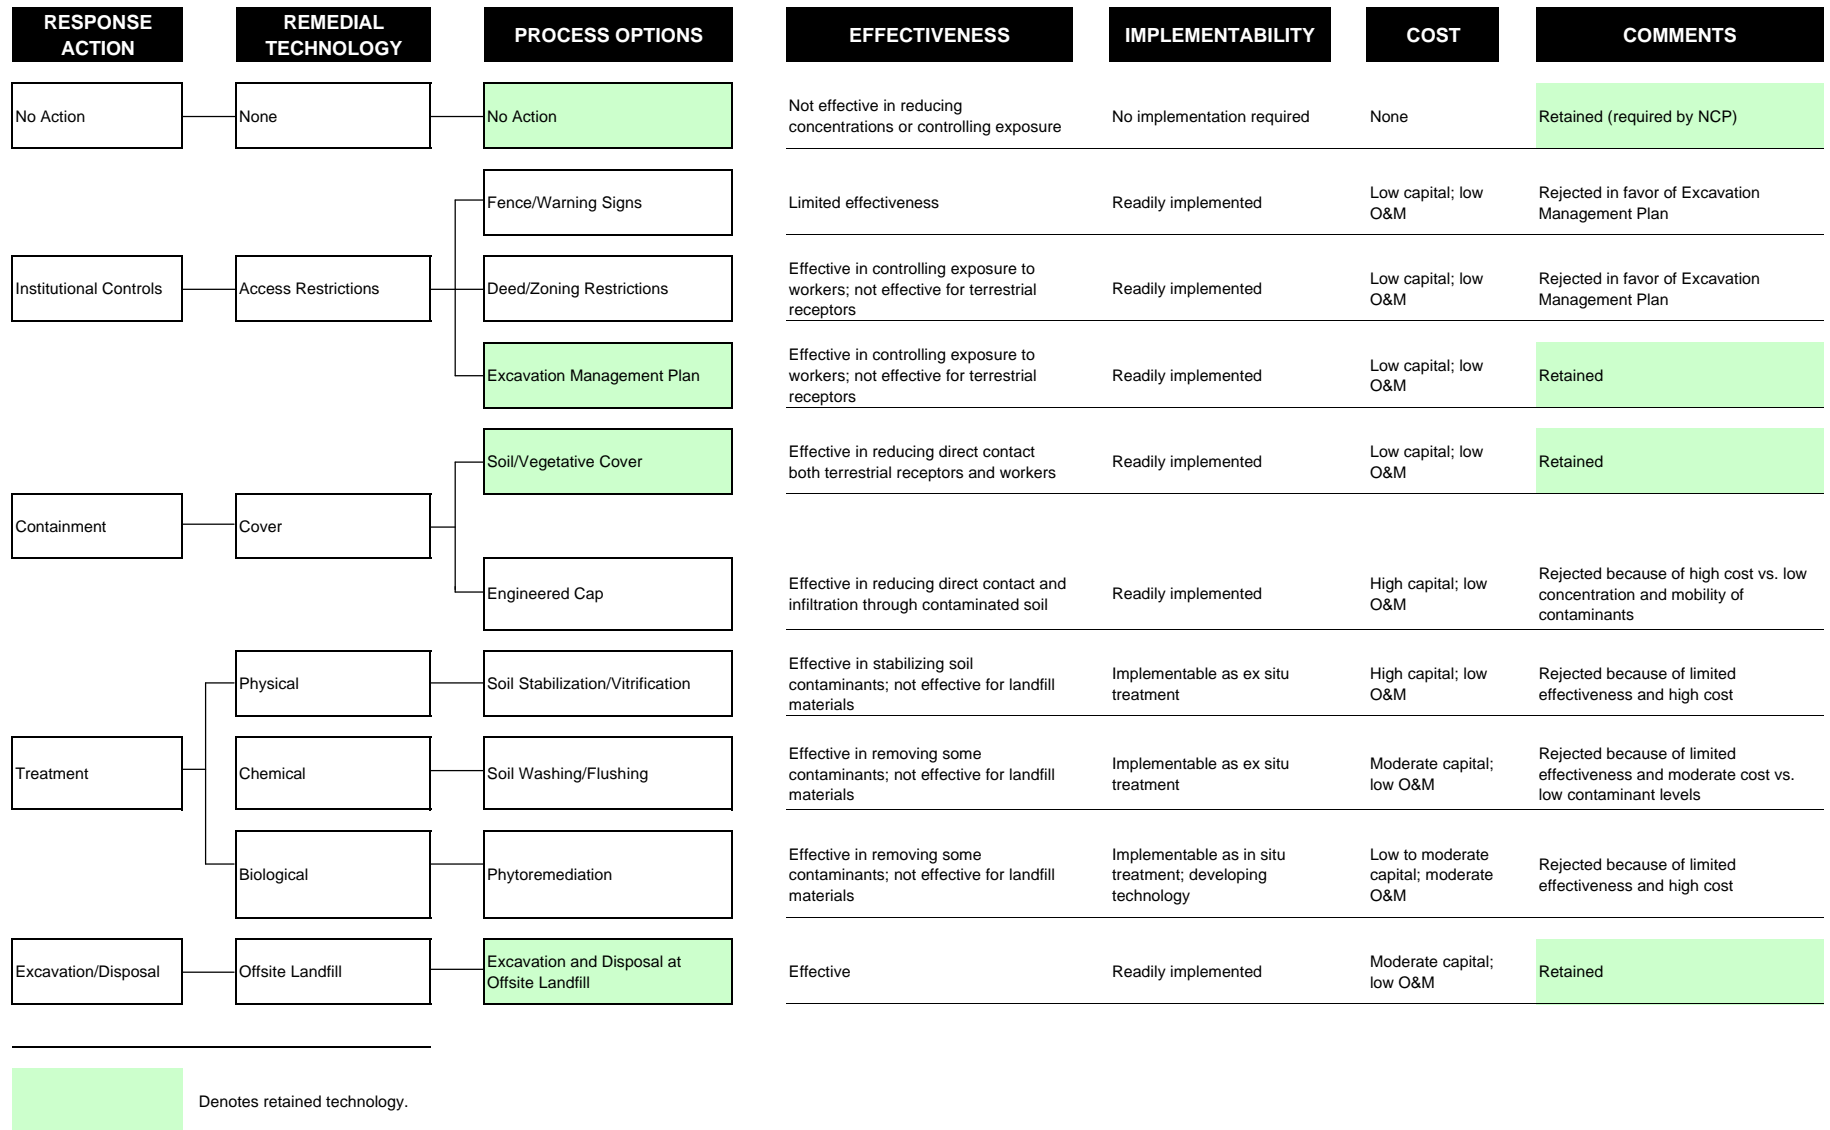 RESPONSE
ACTION
REMEDIAL
TECHNOLOGY
PROCESS OPTIONS
EFFECTIVENESS
IMPLEMENTABILITY
COST
COMMENTS
No Action
None
No Action
Not effective in reducing
concentrations or controlling exposure
No implementation required
None
Retained (required by NCP)
Fence/Warning Signs
Limited effectiveness
Readily implemented
Low capital; low
O&M
Rejected in favor of Excavation
Management Plan
Institutional Controls
Access Restrictions
Deed/Zoning Restrictions
Effective in controlling exposure to
workers; not effective for terrestrial
receptors
Readily implemented
Low capital; low
O&M
Rejected in favor of Excavation
Management Plan
Excavation Management Plan
Effective in controlling exposure to
workers; not effective for terrestrial
receptors
Readily implemented
Low capital; low
O&M
Retained
Soil/Vegetative Cover
Effective in reducing direct contact
both terrestrial receptors and workers
Readily implemented
Low capital; low
O&M
Retained
Containment
Cover
Engineered Cap
Effective in reducing direct contact and
infiltration through contaminated soil
Readily implemented
High capital; low
O&M
Rejected because of high cost vs. low
concentration and mobility of
contaminants
Physical
Soil Stabilization/Vitrification
Effective in stabilizing soil
contaminants; not effective for landfill
materials
Implementable as ex situ
treatment
High capital; low
O&M
Rejected because of limited
effectiveness and high cost
Treatment
Chemical
Soil Washing/Flushing
Effective in removing some
contaminants; not effective for landfill
materials
Implementable as ex situ
treatment
Moderate capital;
low O&M
Rejected because of limited
effectiveness and moderate cost vs.
low contaminant levels
Biological
Phytoremediation
Effective in removing some
contaminants; not effective for landfill
materials
Implementable as in situ
treatment; developing
technology
Low to moderate
capital; moderate
O&M
Rejected because of limited
effectiveness and high cost
Excavation/Disposal
Offsite Landfill
Excavation and Disposal at
Offsite Landfill
Effective
Readily implemented
Moderate capital;
low O&M
Retained
Denotes retained technology.